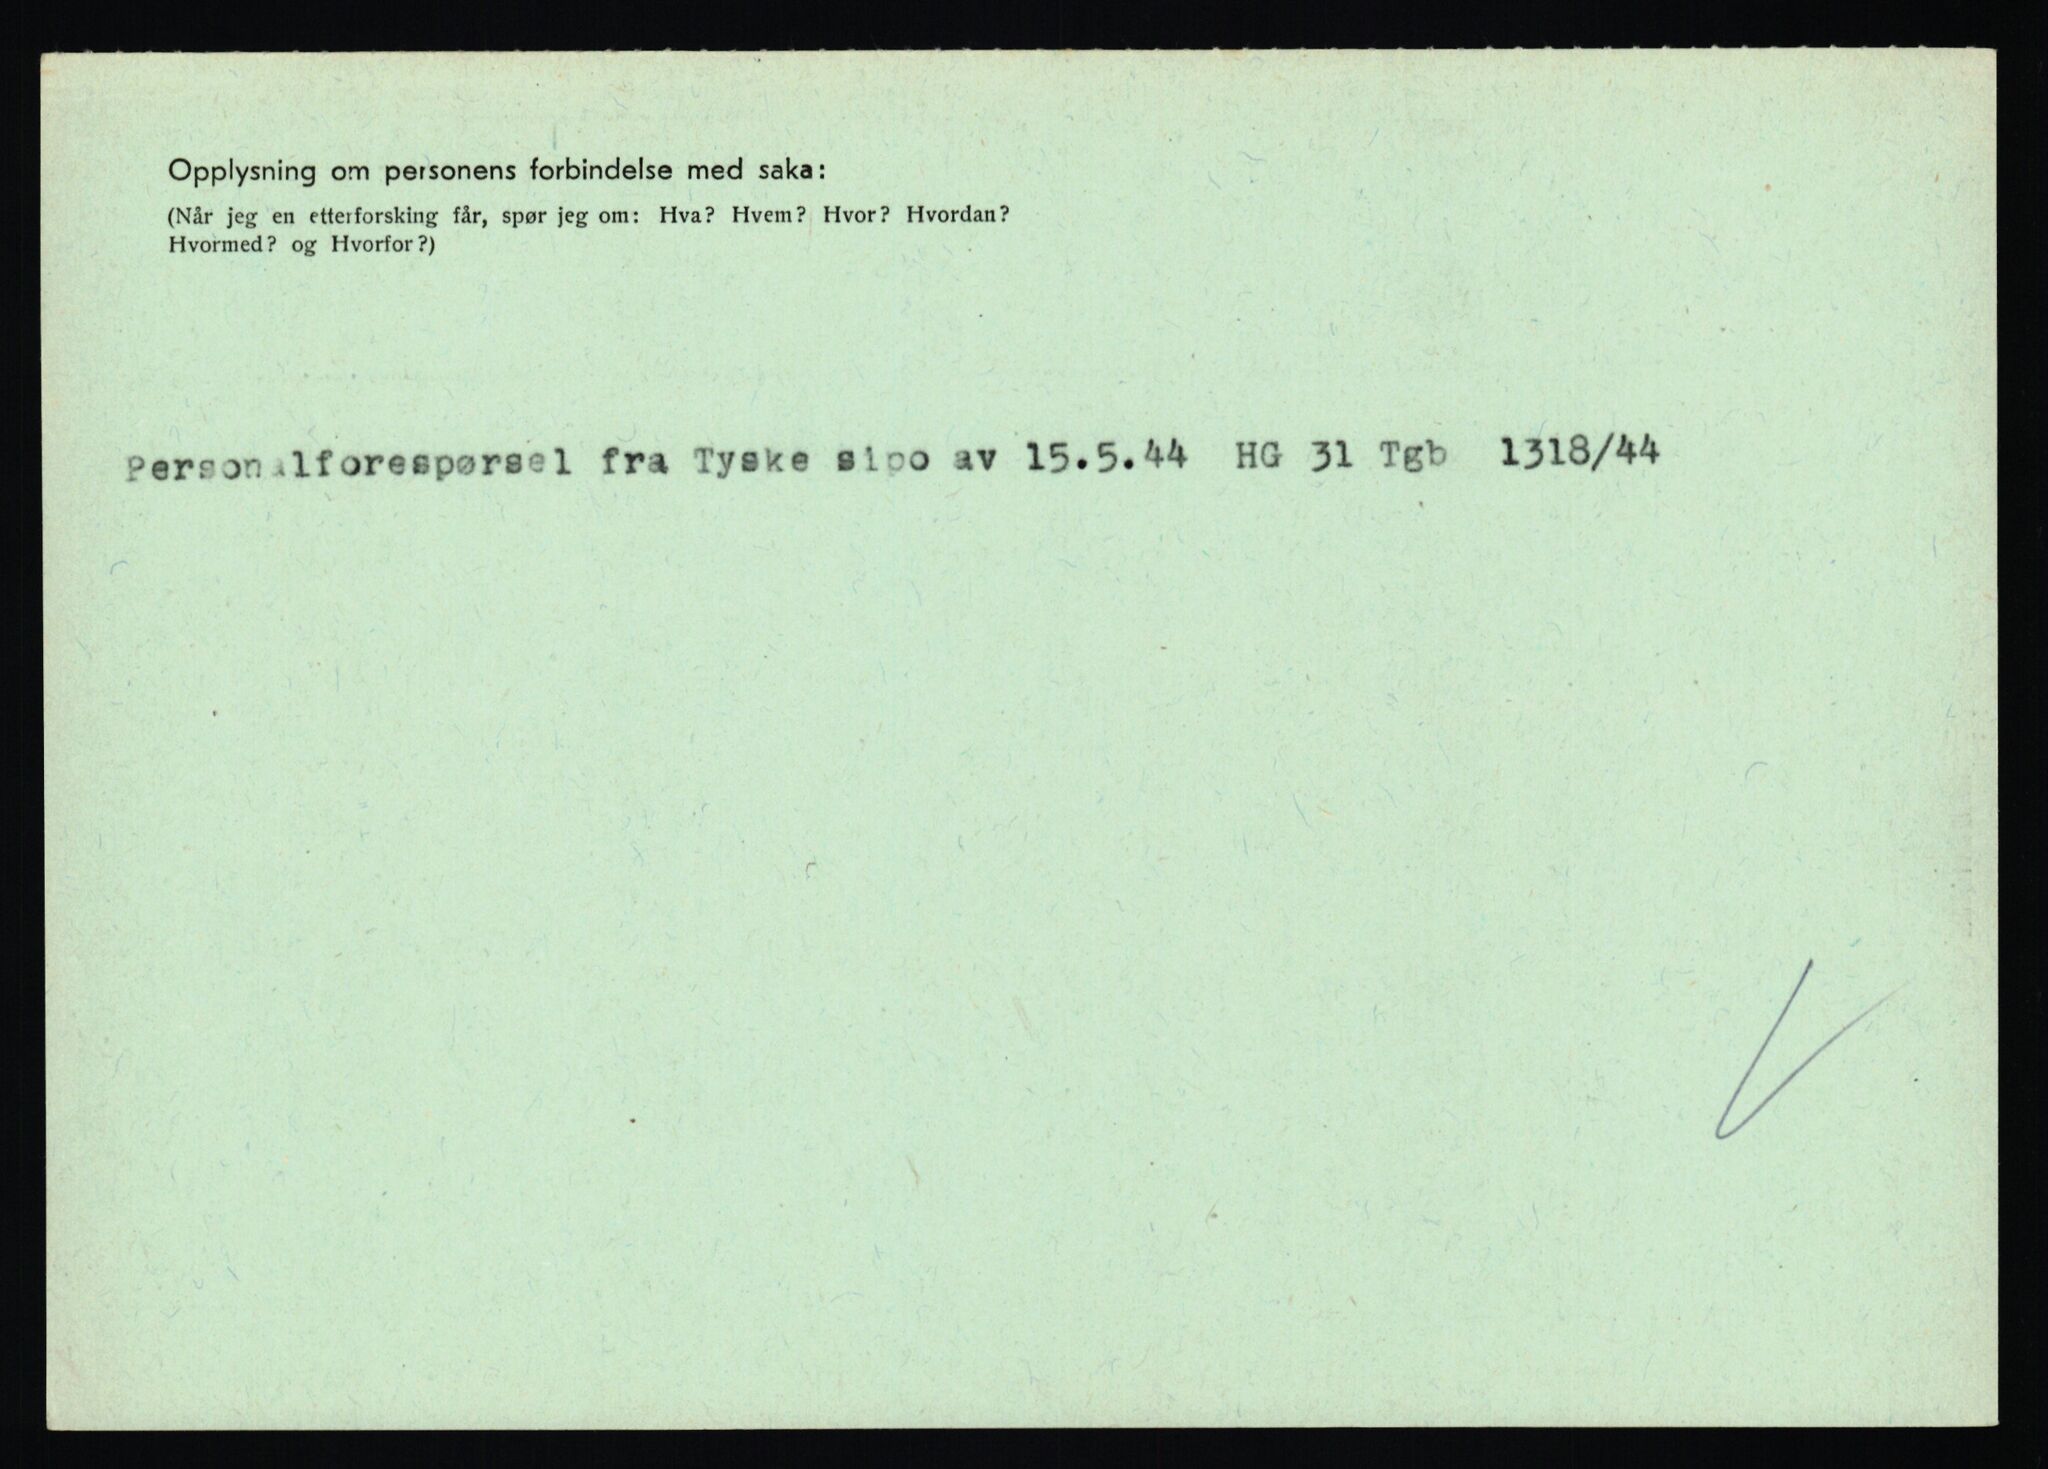 Opplysning om personens forbindelse med saka:
(Når jeg en etterforsking får, spør jeg om: Hva? Hvem? Hvor? Hvordan?
Hvormed? og Hvorfor?)
Personalforespørsel fra Tyske sipo av 15.5.44 HG 31 Tgb 1318/44